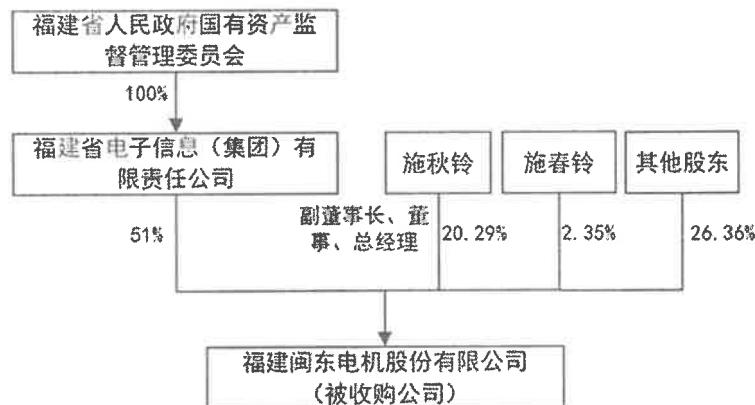 福建省人民政府国有资产监
督管理委员会
100%
福建省电子信息（集团）有
限责任公司
施秋铃
施春铃
其他股东
副董事长、董
事、总经理
51%
20.29%
2.35%
26.36%
福建闽东电机股份有限公司
（被收购公司）